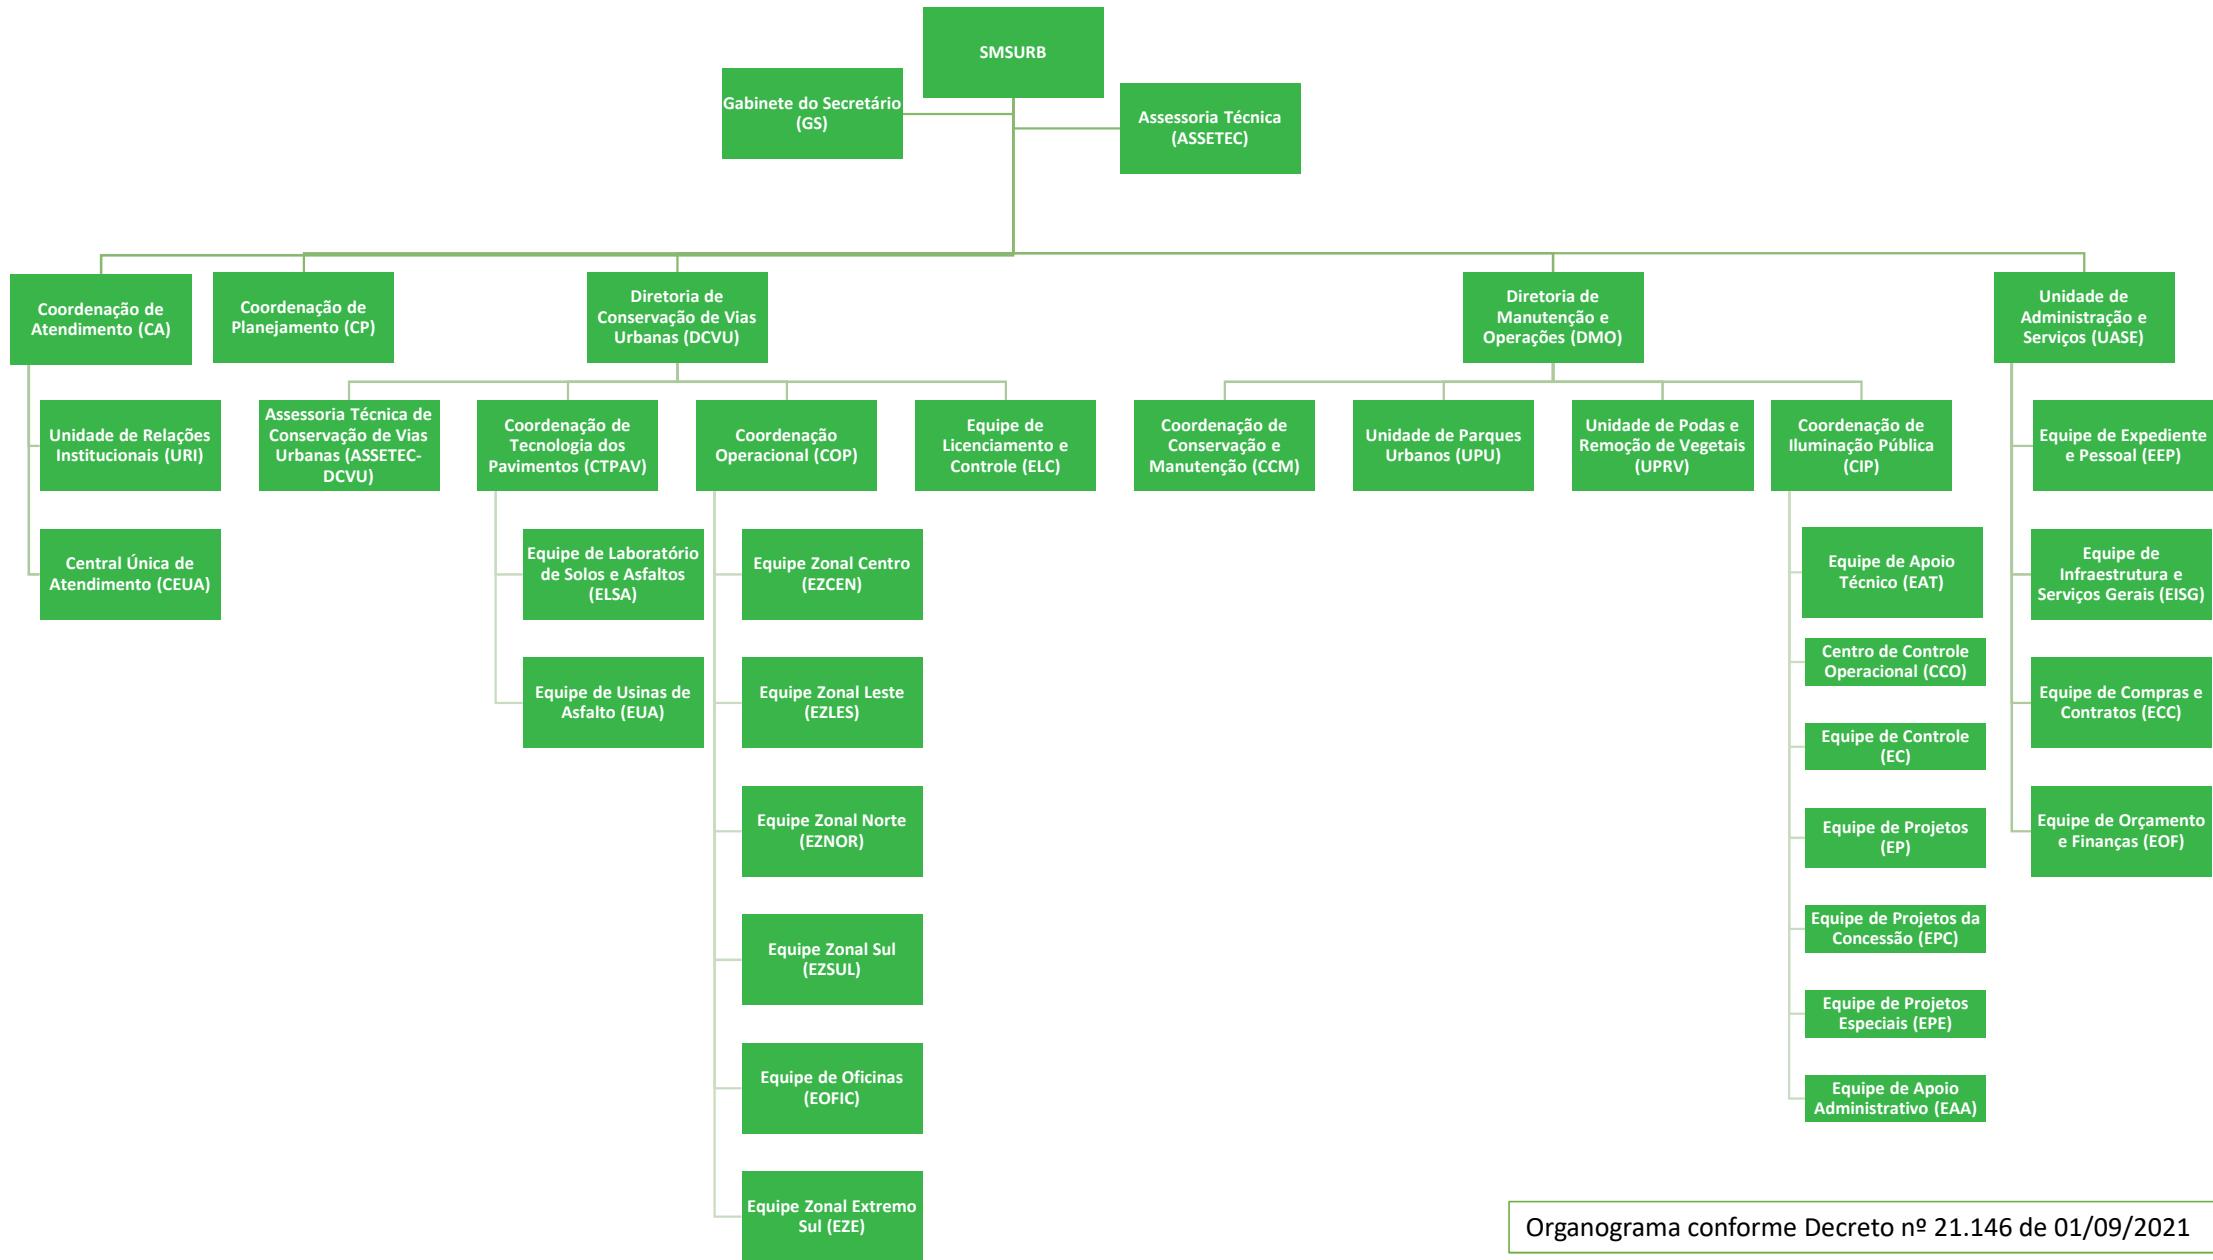 SMSURB
Gabinete do Secretário
(GS)
Assessoria Técnica
(ASSETEC)
Coordenação de
Atendimento (CA)
Coordenação de
Planejamento (CP)
Diretoria de
Conservação de Vias
Urbanas (DCVU)
Diretoria de
Manutenção e
Operações (DMO)
Unidade de
Administração e
Serviços (UASE)
Unidade de Relações
Institucionais (URI)
Central Única de
Atendimento (CEUA)
Assessoria Técnica de
Conservação de Vias
Urbanas (ASSETEC-
DCVU)
Coordenação de
Tecnologia dos
Pavimentos (CTPAV)
Coordenação
Operacional (COP)
Equipe de
Licenciamento e
Controle (ELC)
Coordenação de
Conservação e
Manutenção (CCM)
Unidade de Parques
Urbanos (UPU)
Unidade de Podas e
Remoção de Vegetais
(UPRV)
Coordenação de
Iluminação Pública
(CIP)
Equipe de Expediente
e Pessoal (EEP)
Equipe de Laboratório
de Solos e Asfaltos
(ELSA)
Equipe de Usinas de
Asfalto (EUA)
Equipe Zonal Centro
(EZCEN)
Equipe Zonal Leste
(EZLES)
Equipe Zonal Norte
(EZNOR)
Equipe Zonal Sul
(EZSUL)
Equipe de Oficinas
(EOFIC)
Equipe Zonal Extremo
Sul (EZE)
Equipe de Apoio
Técnico (EAT)
Centro de Controle
Operacional (CCO)
Equipe de Controle
(EC)
Equipe de Projetos
(EP)
Equipe de Projetos da
Concessão (EPC)
Equipe de Projetos
Especiais (EPE)
Equipe de Apoio
Administrativo (EAA)
Equipe de
Infraestrutura e
Serviços Gerais (EISG)
Equipe de Compras e
Contratos (ECC)
Equipe de Orçamento
e Finanças (EOF)
Organograma conforme Decreto nº 21.146 de 01/09/2021